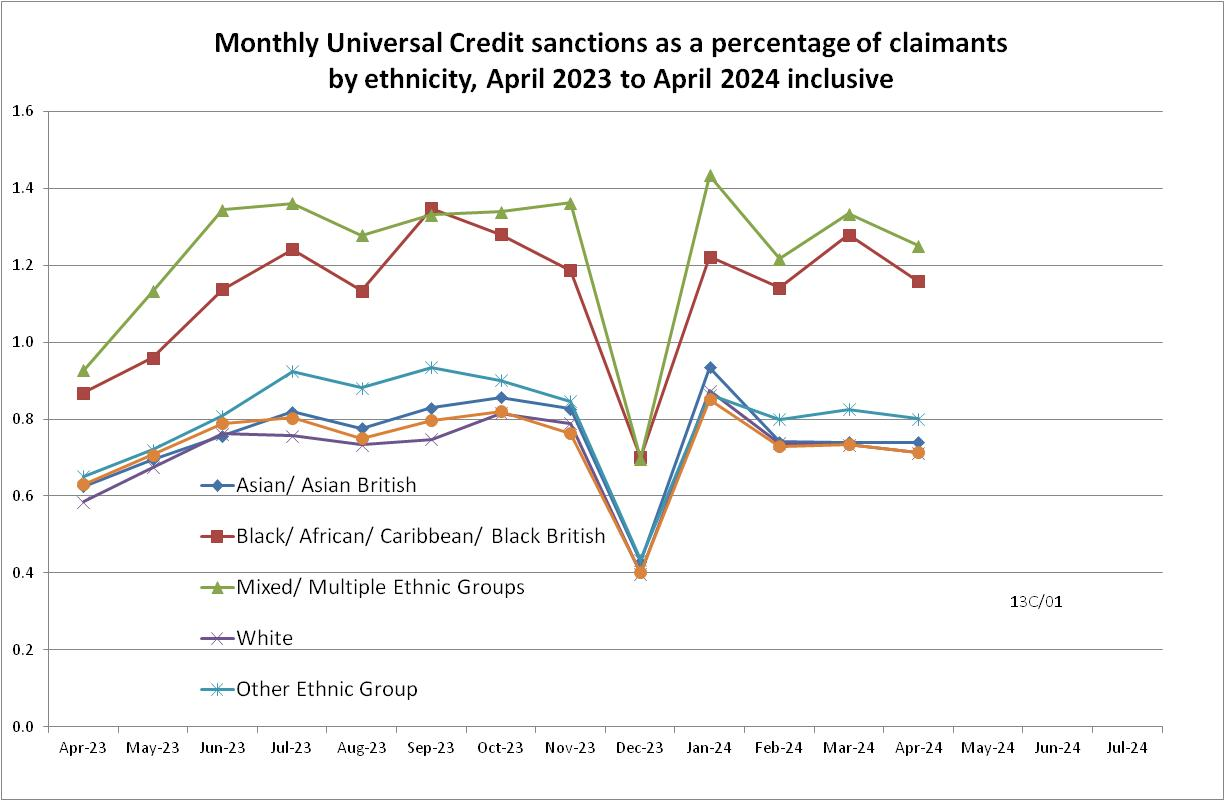 Monthly Universal Credit sanctions as a percentage of claimants
by ethnicity, April 2023 to April 2024 inclusive
1.6
1.4
1.2
1.0
0.8
0.6
0.4
0.2
0.0
Asian/ Asian British
Black/ African/ Caribbean/ Black British
Mixed/ Multiple Ethnic Groups
White
Other Ethnic Group
13C/01
Apr-23 May-23 Jun-23 Jul-23 Aug-23 Sep-23 Oct-23 Nov-23 Dec-23 Jan-24 Feb-24 Mar-24 Apr-24 May-24 Jun-24 Jul-24